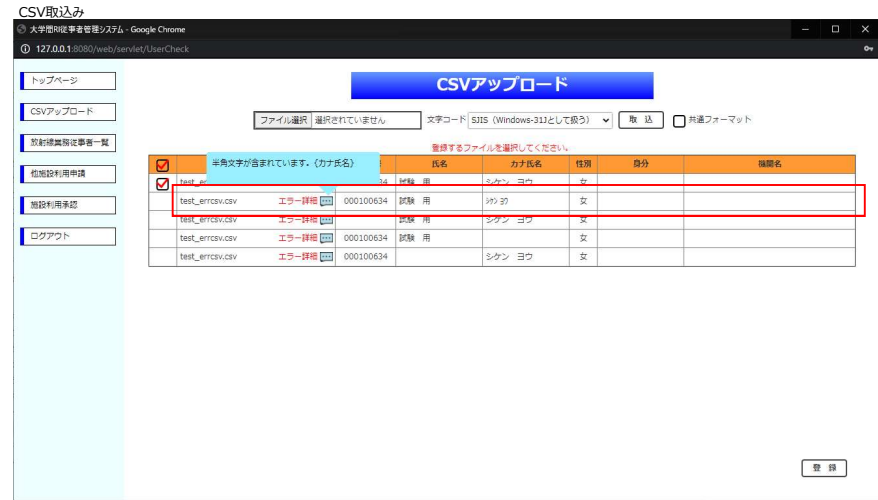 CSV取込み
大学間RI従事者管理システム - Google Chrome
127.0.0.1:8080/web/servlet/UserCheck
トップページ
CSVアップロード
放射線業務従事者一覧
他施設利用申請
施設利用承認
ログアウト
CSVアップロード
ファイル選択 選択されていません 文字コード SJIS（Windows-31Jとして扱う） 取 込 共通フォーマット
登録するファイルを選択してください。
半角文字が含まれています。(カナ氏名)
氏名 カナ氏名 性別 身分 機関名
34 試験 用 シケン ヨウ 女
test_errcsv.csv エラー詳細 000100634 試験 用 ｼｹﾝ ﾖｳ 女
test_errcsv.csv エラー詳細 試験 用 シケン ヨウ 女
test_errcsv.csv エラー詳細 000100634 試験 用 女
test_errcsv.csv エラー詳細 000100634 シケン ヨウ 女
登 録